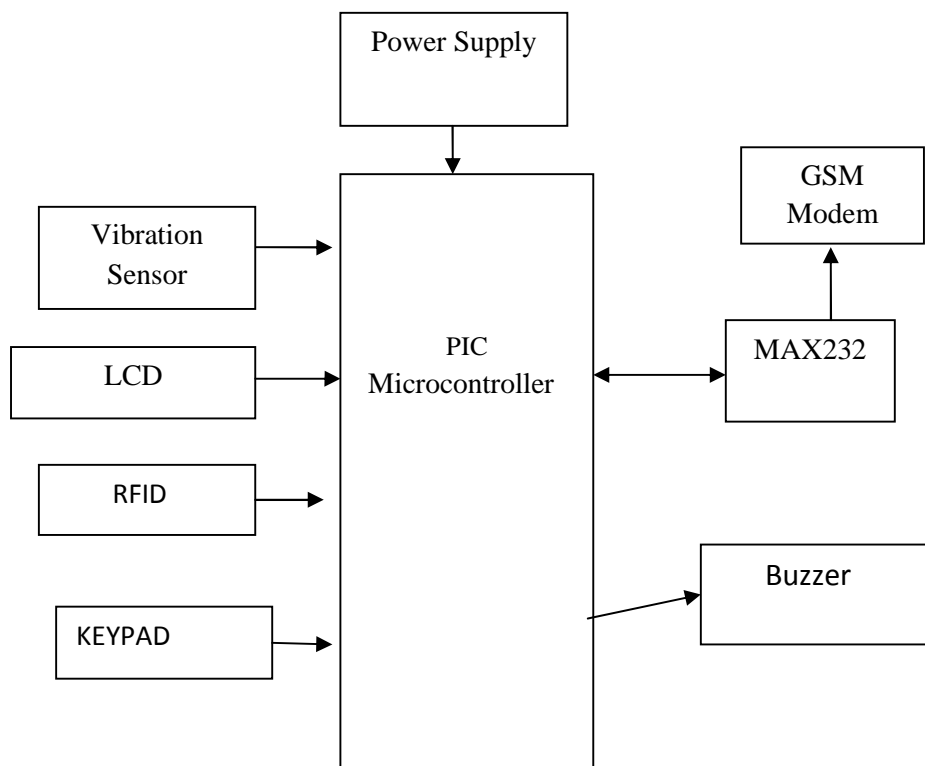 Power Supply
GSM
Modem
Vibration
Sensor
PIC
Microcontroller
MAX232
LCD
RFID
Buzzer
KEYPAD